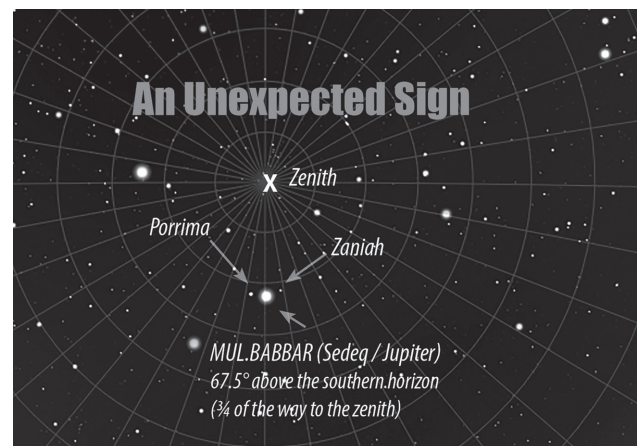 An Unexpected Sign
X Zenith
Porrima
Zaniah
MUL.BABBAR (Sedeq / Jupiter)
67.5° above the southern horizon
(¾ of the way to the zenith)